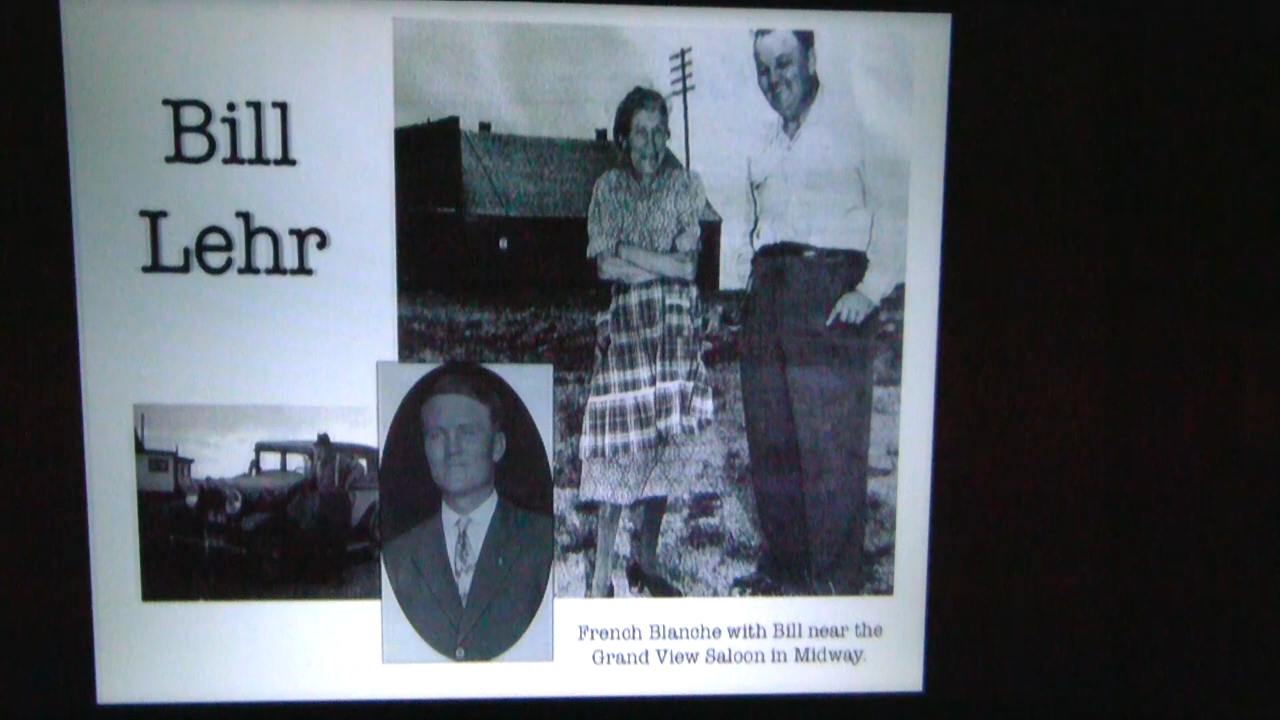 Bill
Lehr
French Blanche with Bill near the
Grand View Saloon in Midway.